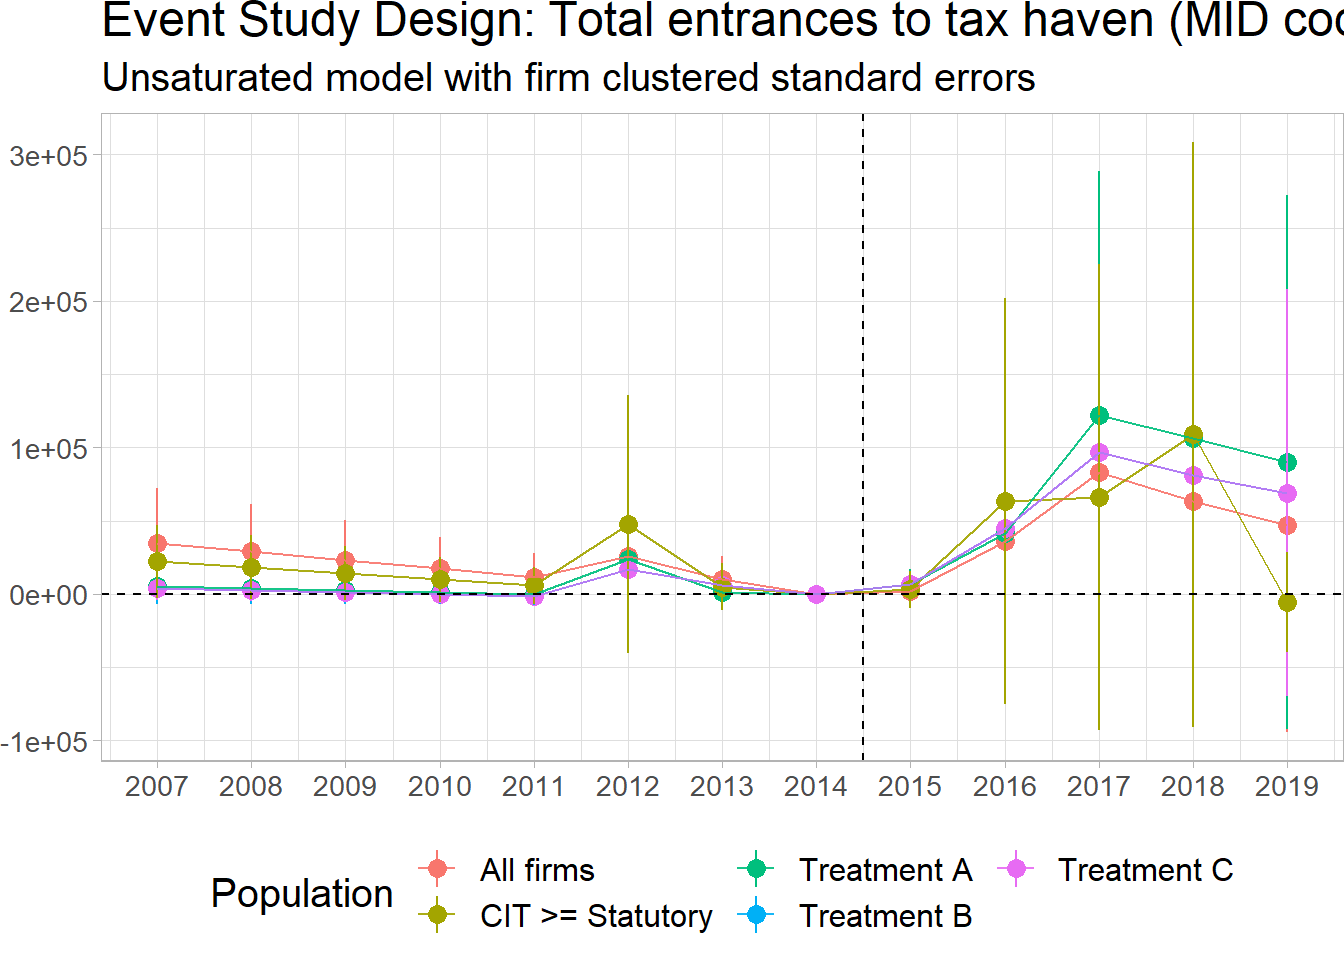 Event Study Design: Total entrances to tax haven (MID
Unsaturated model with firm clustered standard errors
3e+05
2e+05
1e+05
0e+00
-1e+05
2007 2008 2009 2010 2011 2012 2013 2014 2015 2016 2017 2018 2019
Population
All firms
CIT >= Statutory
Treatment A
Treatment B
Treatment C